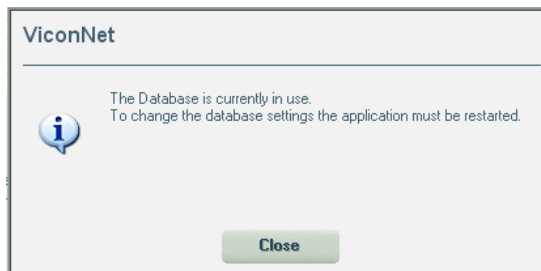 ViconNet
The Database is currently in use.
To change the database settings the application must be restarted.
Close